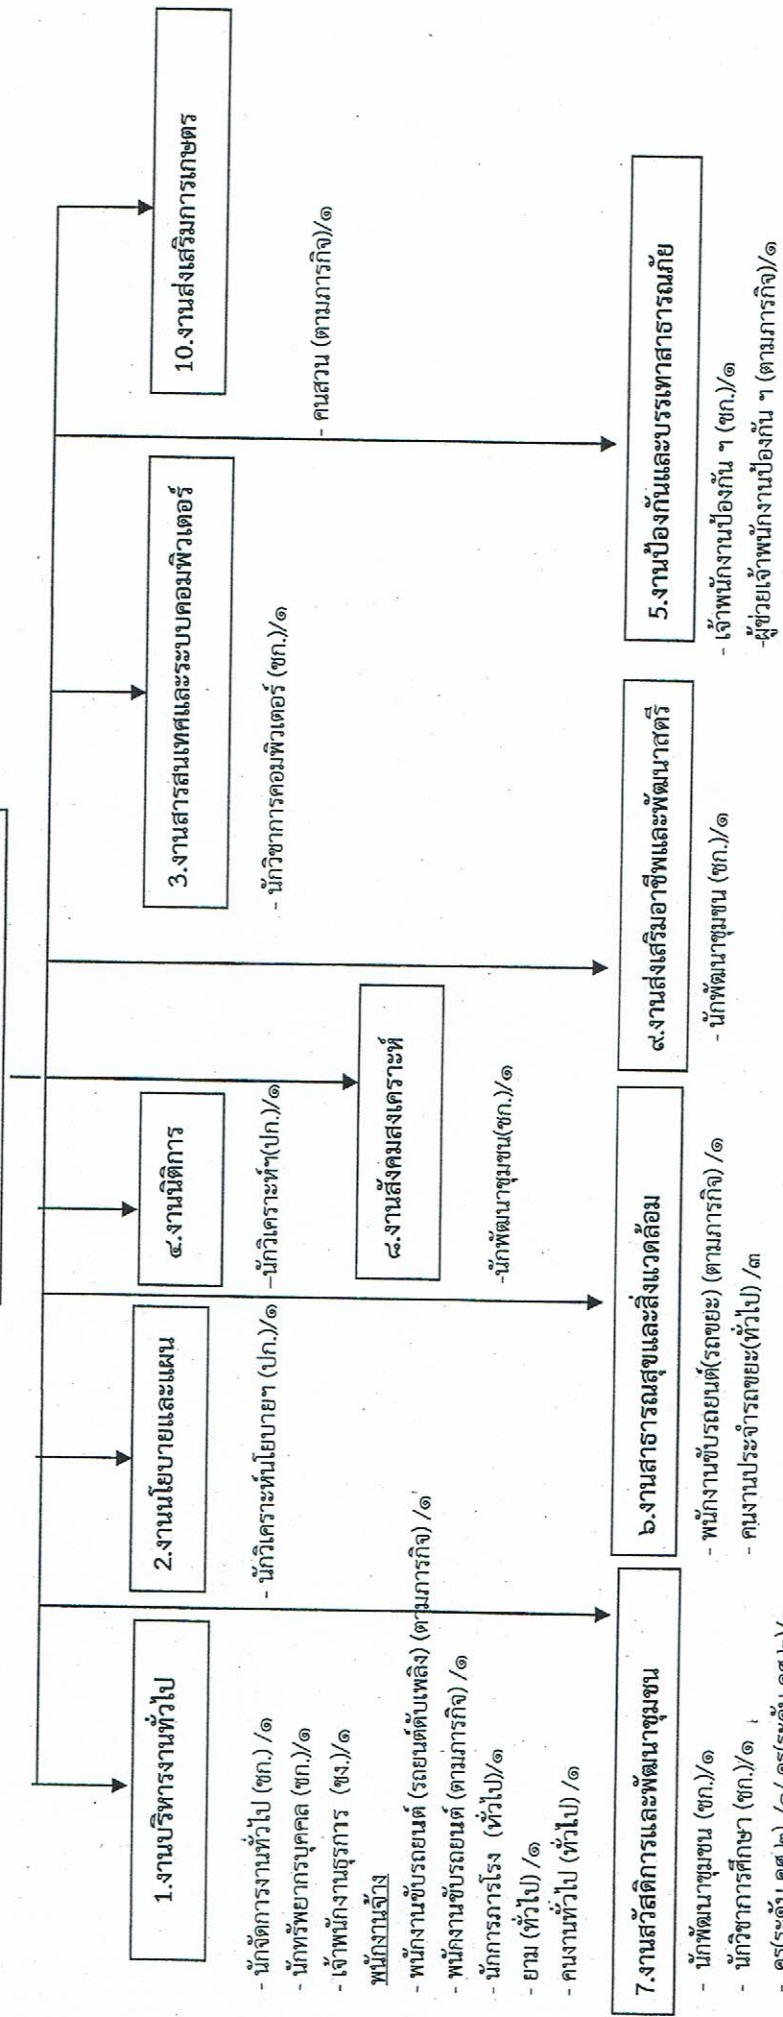 1.งานบริหารงานทั่วไป
- นักจัดการงานทั่วไป (ชก.) /๑
- นักทรัพยากรบุคคล (ชก.)/๑
- เจ้าพนักงานธุรการ (ชง.)/๑
พนักงานจ้าง
- พนักงานขับรถยนต์ (รถยนต์ดับเพลิง) (ตามภารกิจ) /๑
- พนักงานขับรถยนต์ (ตามภารกิจ) /๑
- นักการภารโรง (ทั่วไป)/๑
- ยาม (ทั่วไป) /๑
- คนงานทั่วไป (ทั่วไป) /๑
2.งานนโยบายและแผน
- นักวิเคราะห์นโยบายฯ (ปก.)/๑
๔.งานนิติการ
–นักวิเคราะห์ฯ(ปก.)/๑
3.งานสารสนเทศและระบบคอมพิวเตอร์
- นักวิชาการคอมพิวเตอร์ (ชก.)/๑
10.งานส่งเสริมการเกษตร
- คนสวน (ตามภารกิจ)/๑
๘.งานสังคมสงเคราะห์
-นักพัฒนาชุมชน(ชก.)/๑
7.งานสวัสดิการและพัฒนาชุมชน
- นักพัฒนาชุมชน (ชก.)/๑
- นักวิชาการศึกษา (ชก.)/๑
๖.งานสาธารณสุขและสิ่งแวดล้อม
- พนักงานขับรถยนต์(รถขยะ) (ตามภารกิจ) /๑
- คนงานประจำรถขยะ(ทั่วไป) /๓
๙.งานส่งเสริมอาชีพและพัฒนาสตรี
- นักพัฒนาชุมชน (ชก.)/๑
5.งานป้องกันและบรรเทาสาธารณภัย
- เจ้าพนักงานป้องกัน ฯ (ชก.)/๑
-ผู้ช่วยเจ้าพนักงานป้องกัน ฯ (ตามภารกิจ)/๑